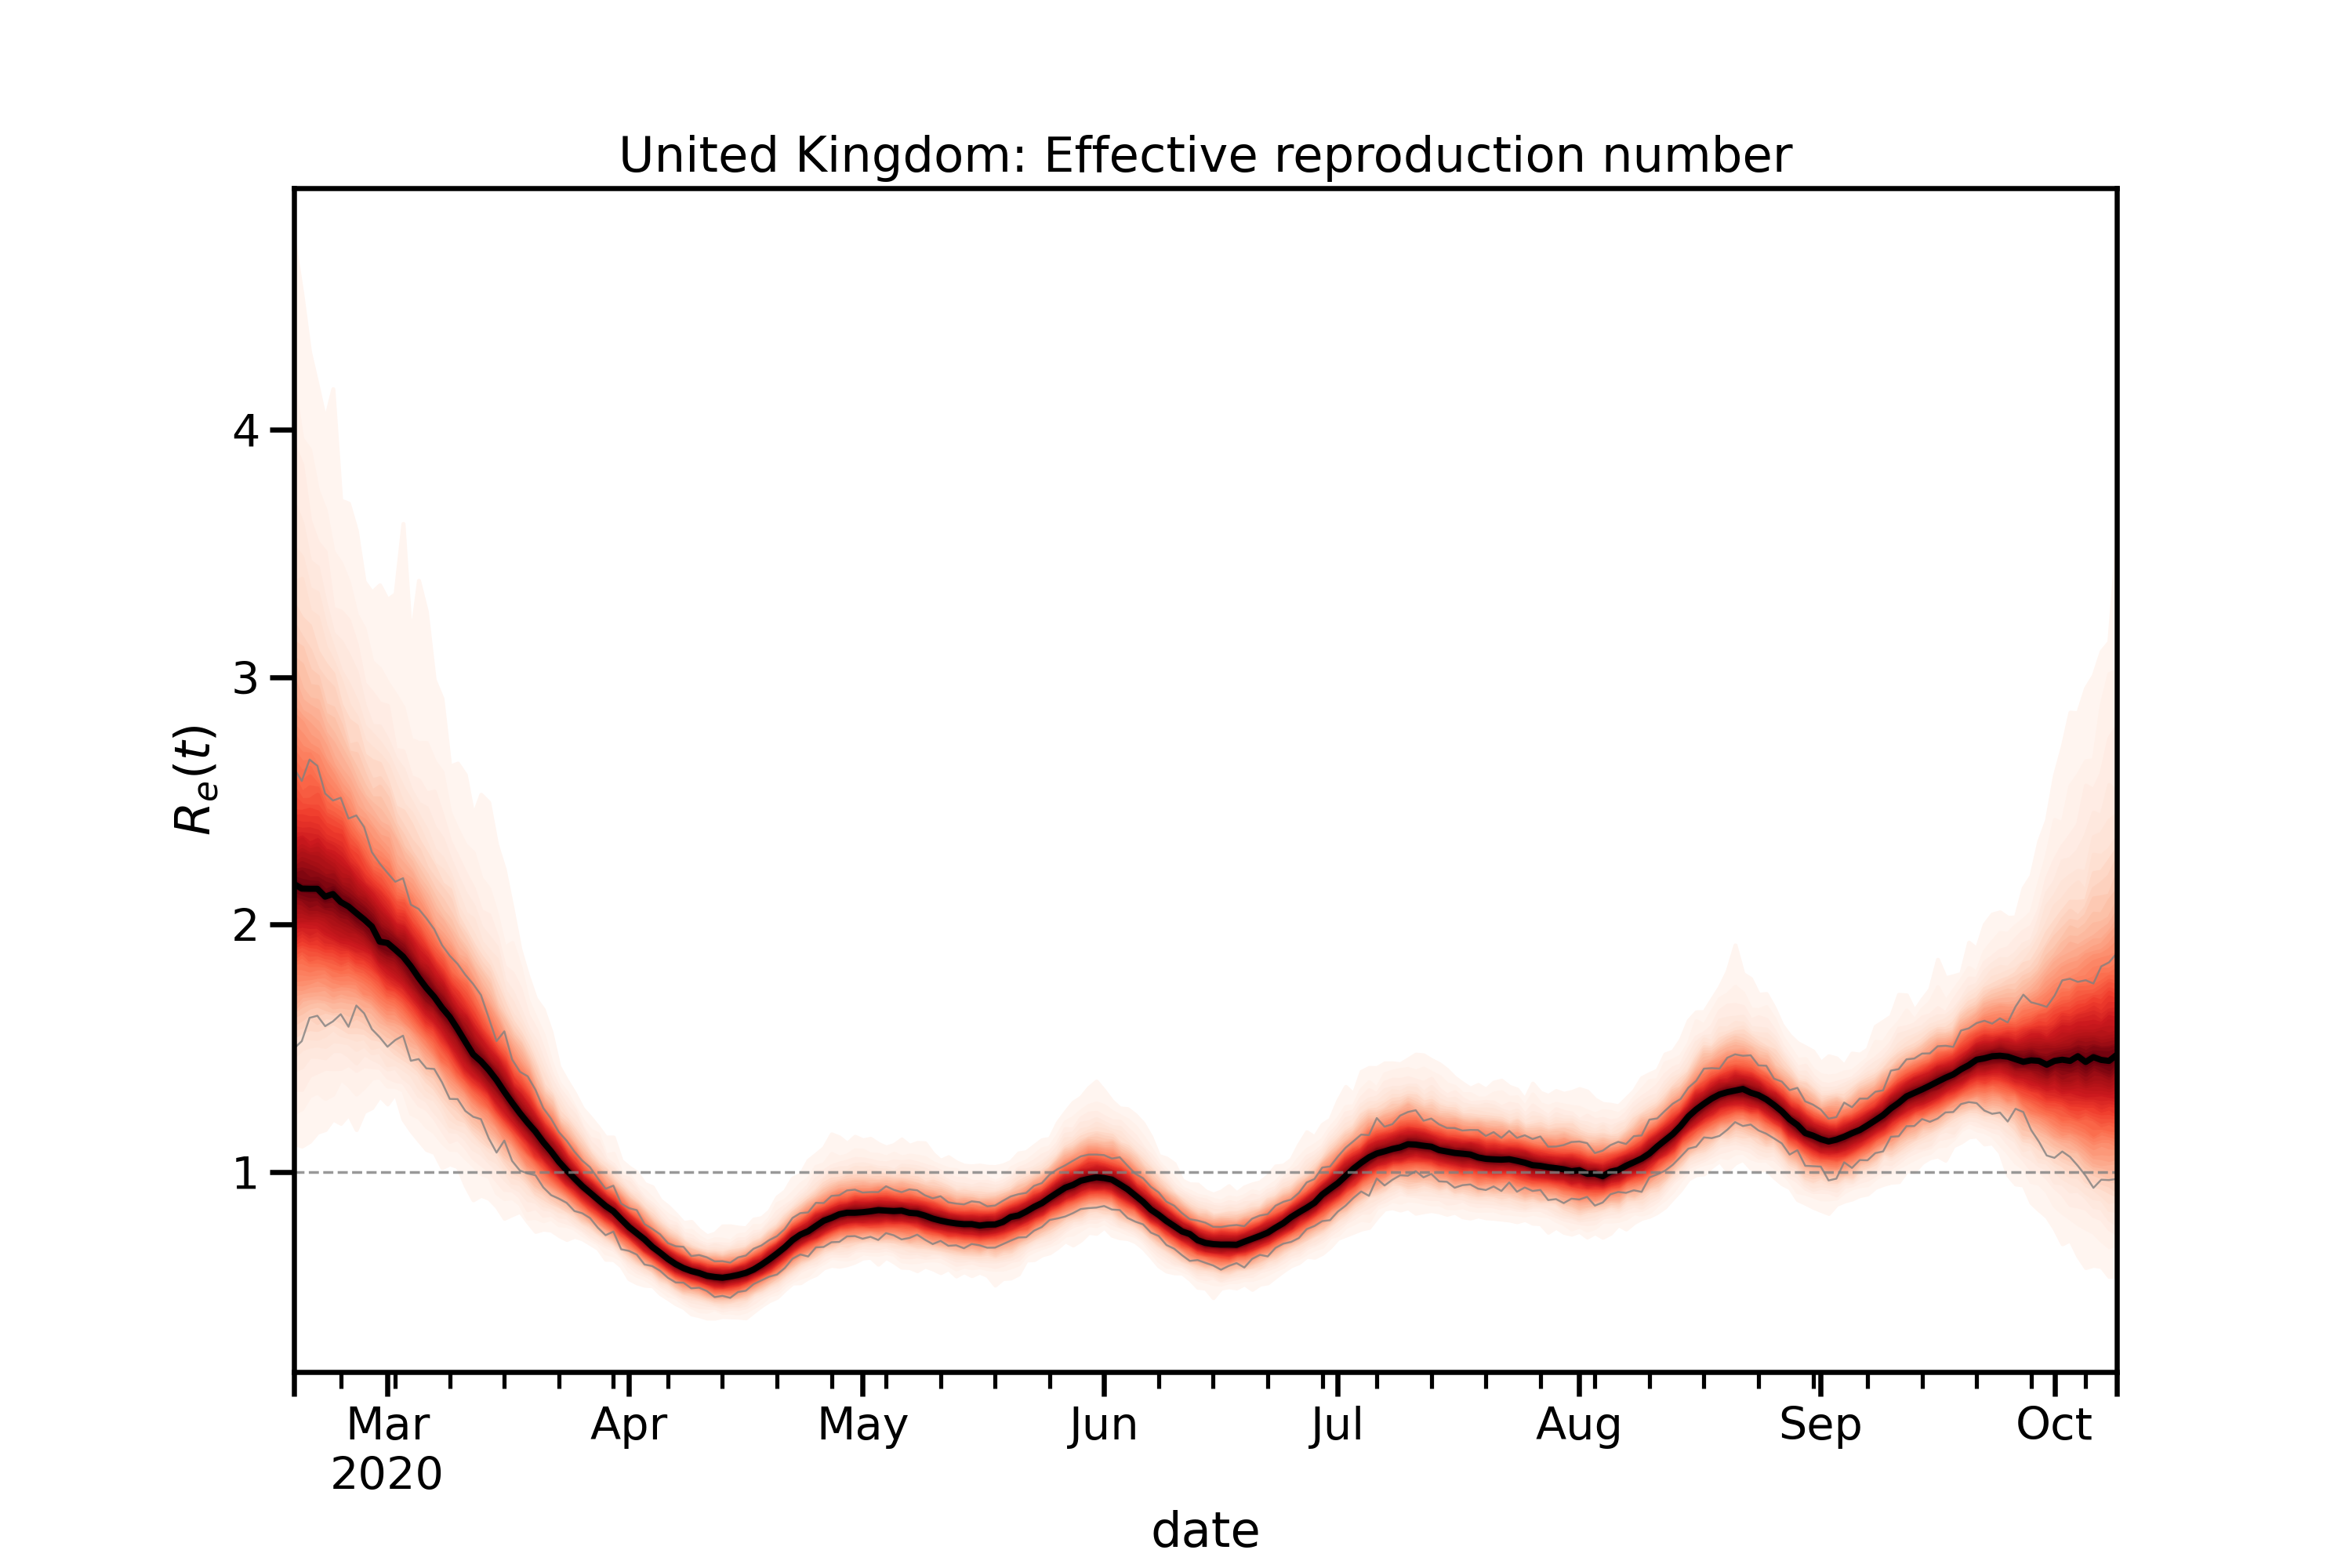 United Kingdom: Effective reproduction number
4
3
2
1
R_e(t)
Mar Apr May Jun Jul Aug Sep Oct
2020
date